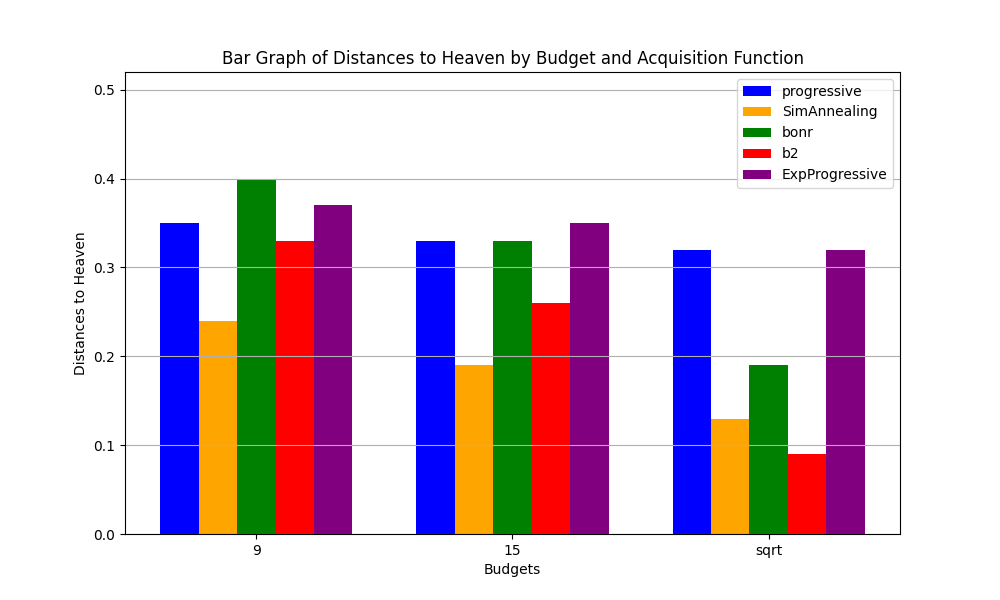 Bar Graph of Distances to Heaven by Budget and Acquisition Function
progressive
SimAnnealing
bonr
b2
ExpProgressive
Distances to Heaven
0.5
0.4
0.3
0.2
0.1
0.0
9
15
sqrt
Budgets